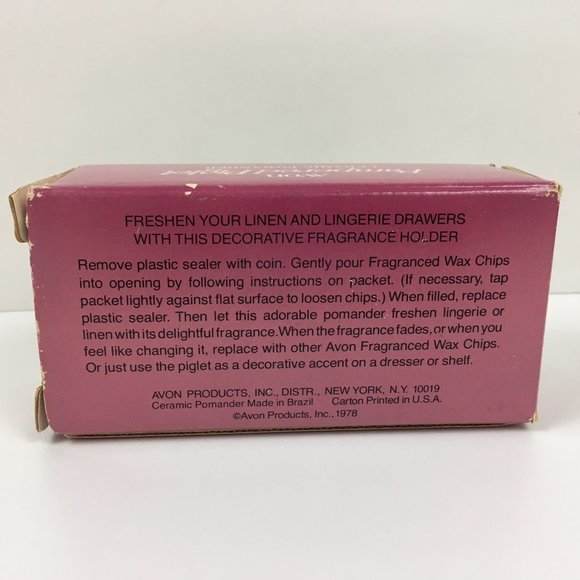 AVON
Pampered Piglet
CERAMIC POMANDER
FRESHEN YOUR LINEN AND LINGERIE DRAWERS
WITH THIS DECORATIVE FRAGRANCE HOLDER
Remove plastic sealer with coin. Gently pour Fragranced Wax Chips
into opening by following instructions on packet. (If necessary, tap
packet lightly against flat surface to loosen chips.) When filled, replace
plastic sealer. Then let this adorable pomander freshen lingerie or
linen with its delightful fragrance. When the fragrance fades, or when you
feel like changing it, replace with other Avon Fragranced Wax Chips.
Or just use the piglet as a decorative accent on a dresser or shelf.
AVON PRODUCTS, INC., DISTR., NEW YORK, N.Y. 10019
Ceramic Pomander Made in Brazil Carton Printed in U.S.A.
©Avon Products, Inc., 1978